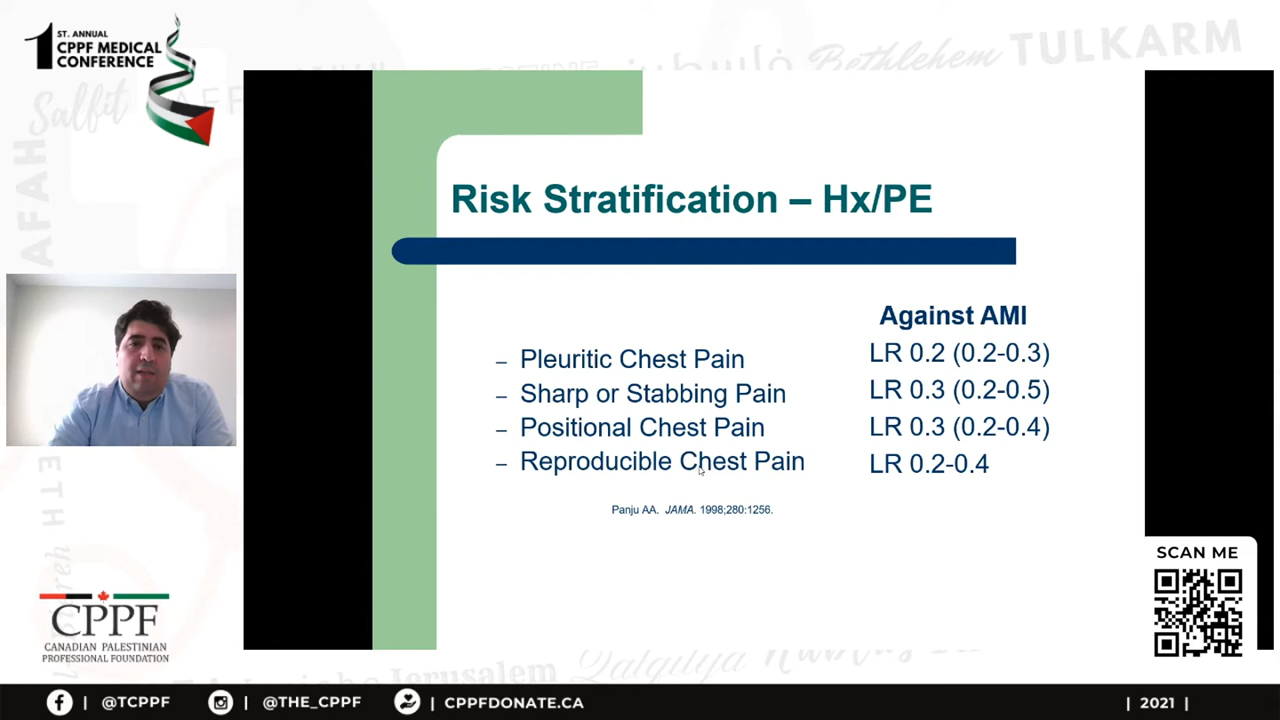 ST. ANNUAL
1 CPPF MEDICAL
CONFERENCE
Salfit
Bethlehem
TULKARM
Risk Stratification – Hx/PE
Against AMI
– Pleuritic Chest Pain LR 0.2 (0.2-0.3)
– Sharp or Stabbing Pain LR 0.3 (0.2-0.5)
– Positional Chest Pain LR 0.3 (0.2-0.4)
– Reproducible Chest Pain LR 0.2-0.4
Panju AA. JAMA. 1998;280:1256.
SCAN ME
CPPF
CANADIAN PALESTINIAN
PROFESSIONAL FOUNDATION
Jerusalem
Qalqilya
| @TCPPF | @THE_CPPF | CPPFDONATE.CA | 2021 |